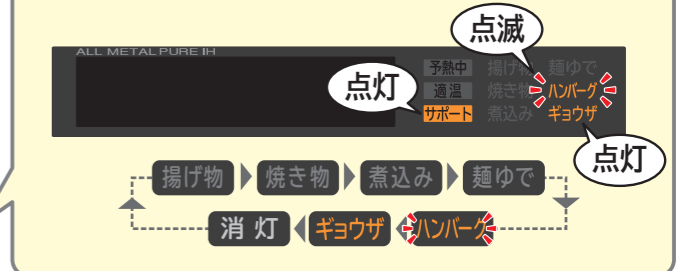 点滅
ALL METAL PURE IH
予熱中 揚げ物 麺ゆで
点灯
適温 焼き物 ハンバーグ
サポート 煮込み ギョウザ
点灯
揚げ物 焼き物 煮込み 麺ゆで
消灯 ギョウザ ハンバーグ